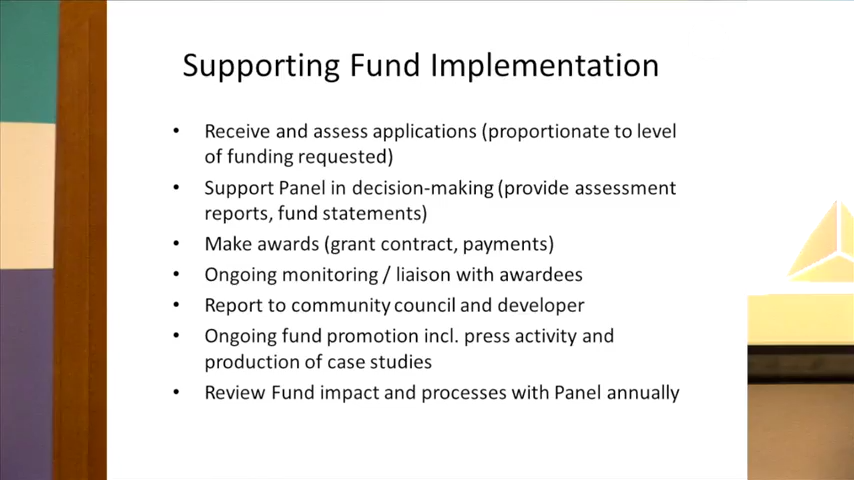 Supporting Fund Implementation
• Receive and assess applications (proportionate to level
of funding requested)
• Support Panel in decision-making (provide assessment
reports, fund statements)
• Make awards (grant contract, payments)
• Ongoing monitoring / liaison with awardees
• Report to community council and developer
• Ongoing fund promotion incl. press activity and
production of case studies
• Review Fund impact and processes with Panel annually